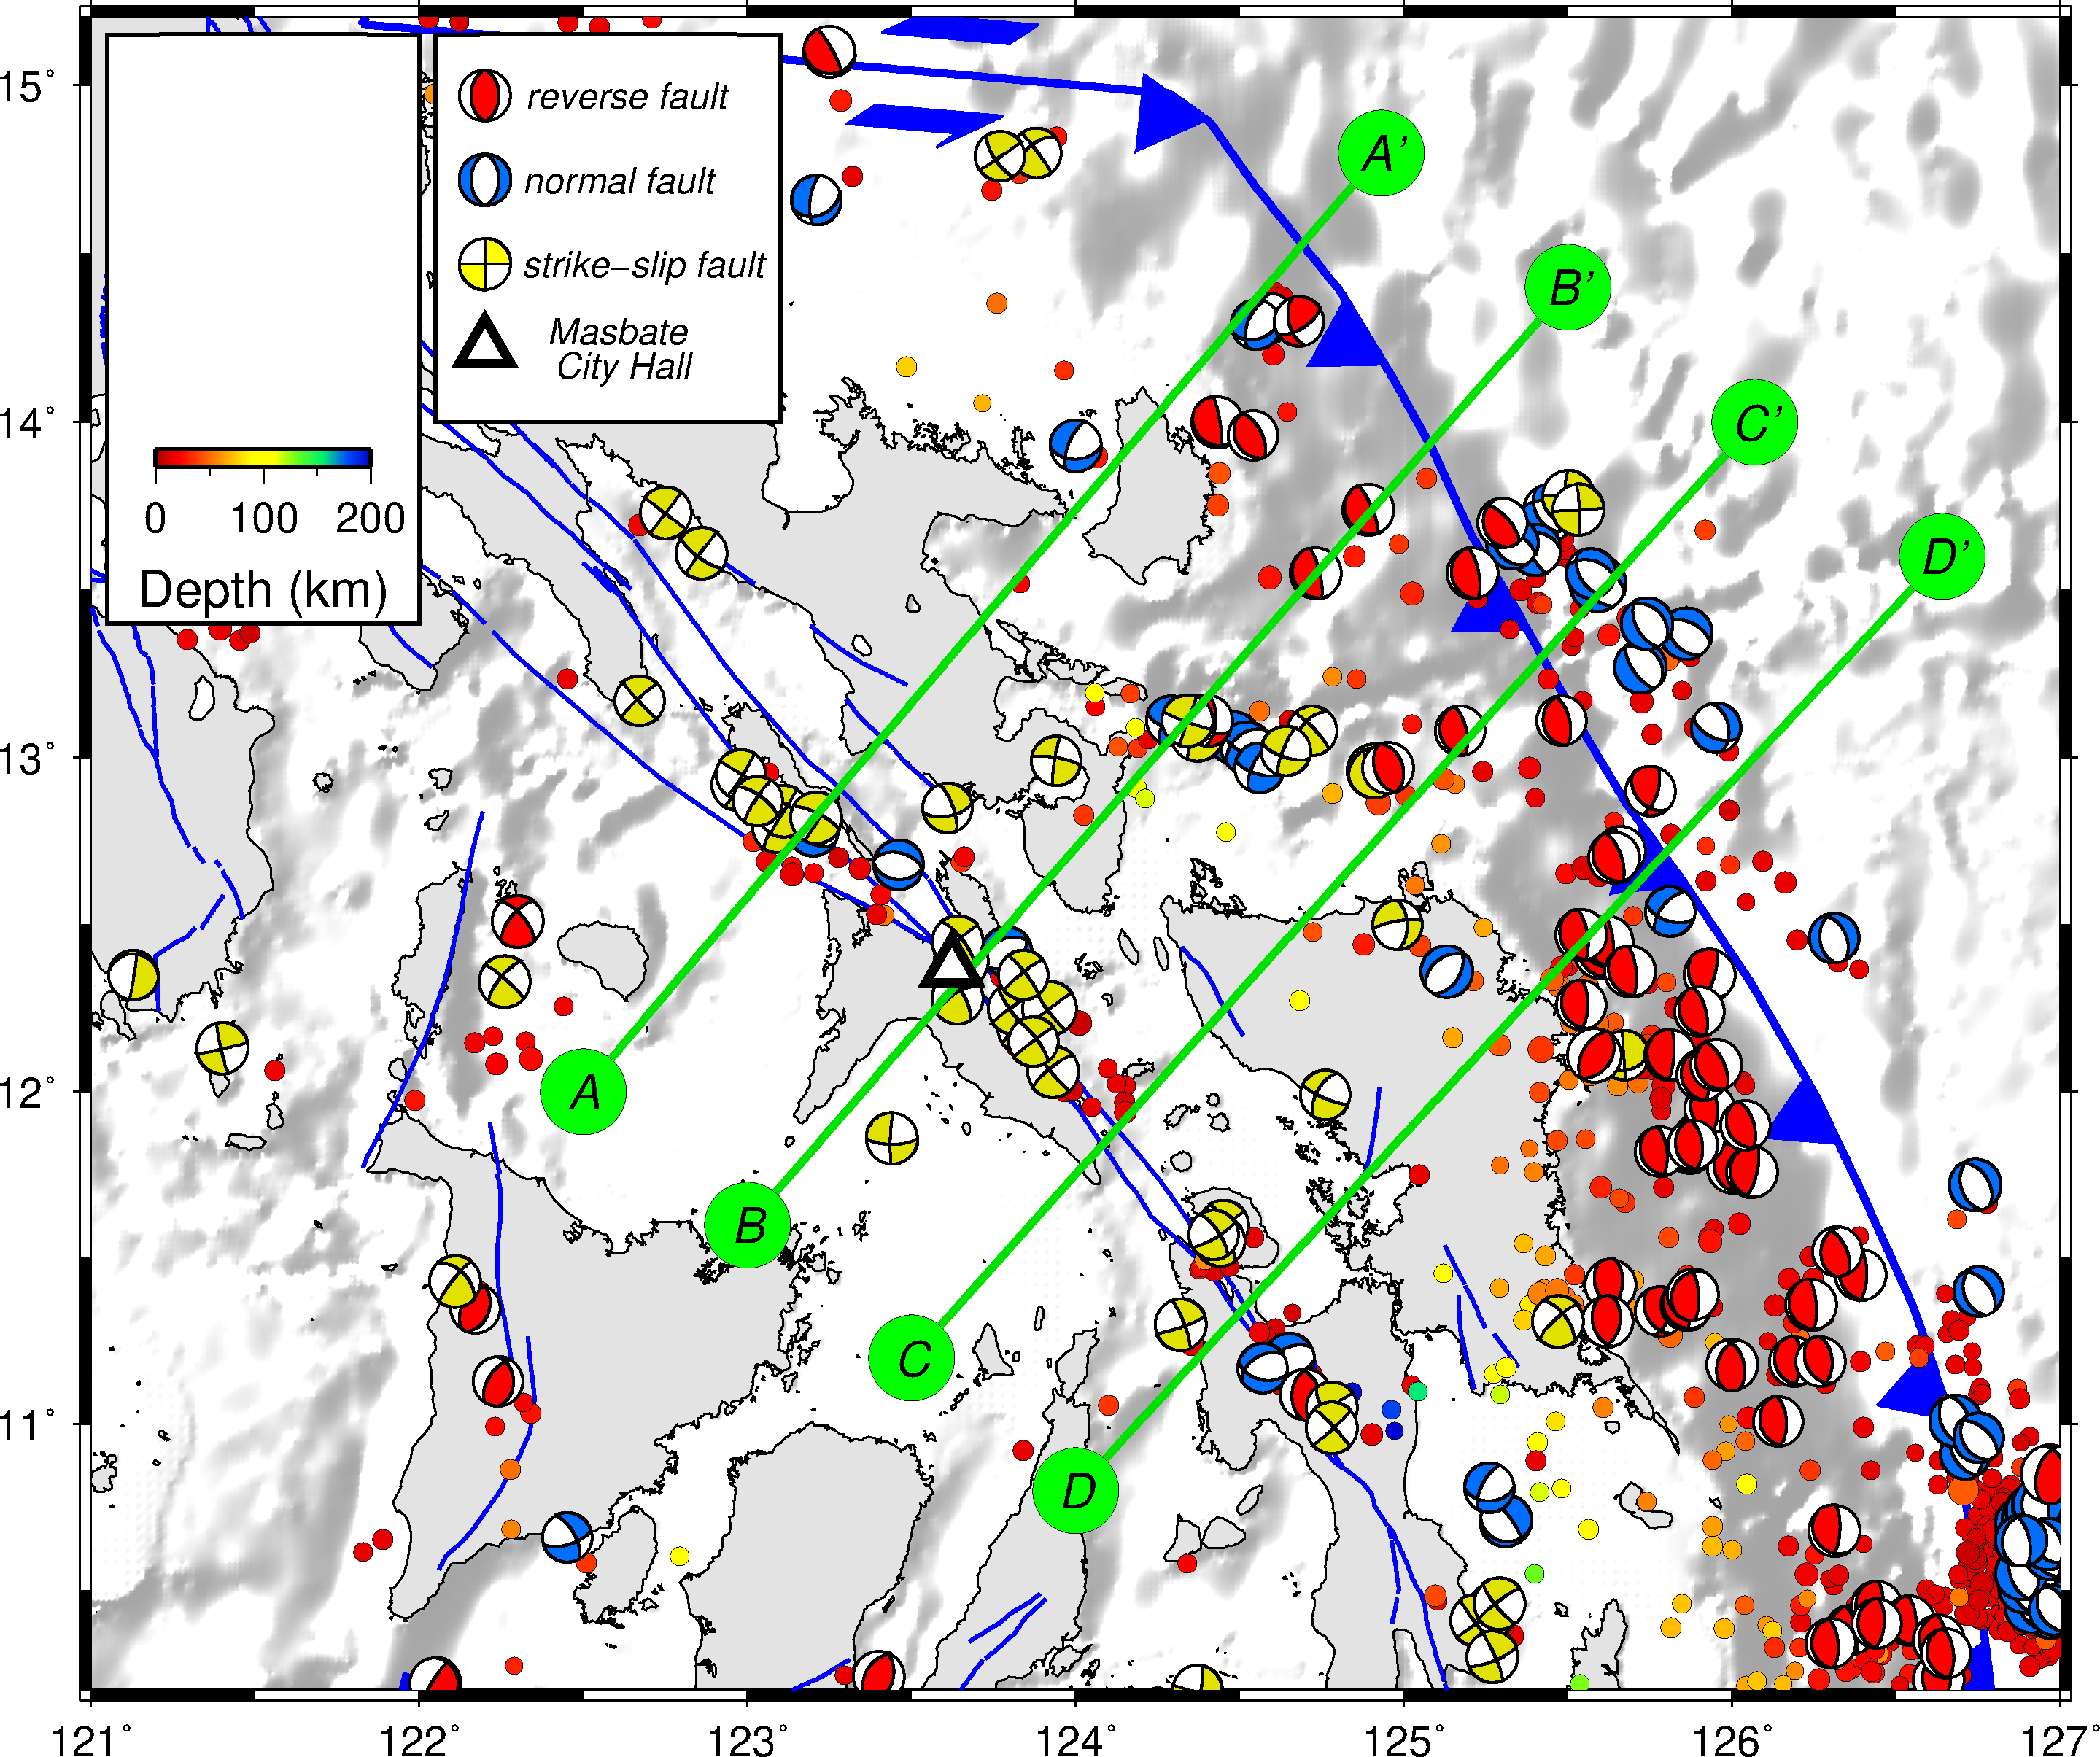 15°
14°
13°
12°
11°
reverse fault
normal fault
strike–slip fault
Masbate
City Hall
0 100 200
Depth (km)
A'
B'
C'
D'
A
B
C
D
121° 122° 123° 124° 125° 126° 127°